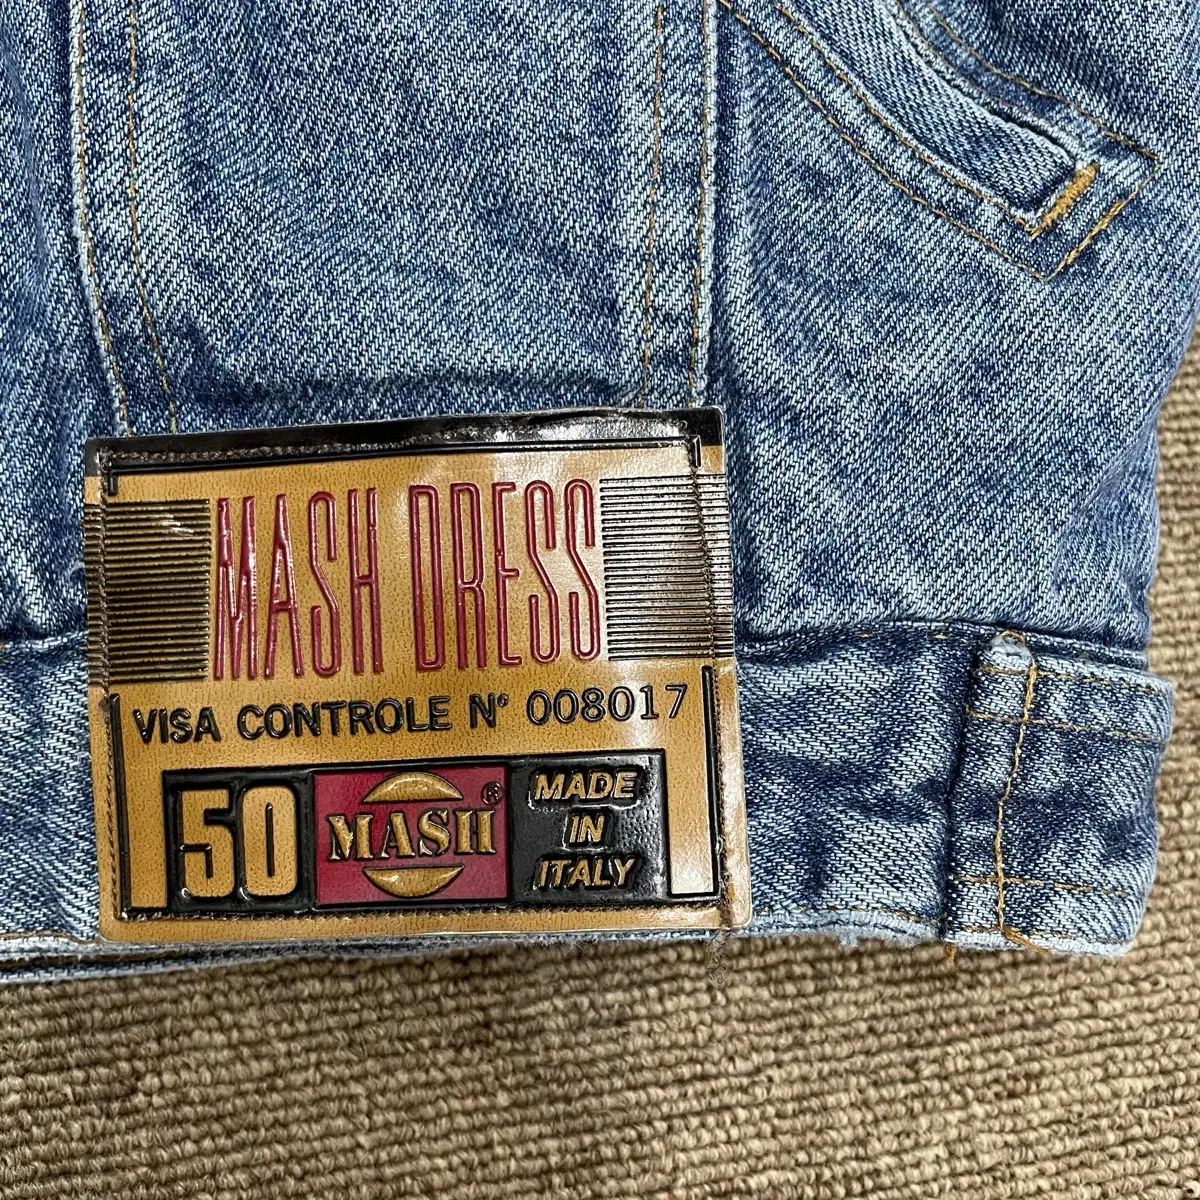 MASH DRESS
VISA CONTROLE N° 008017
50
MASH ®
MADE
IN
ITALY